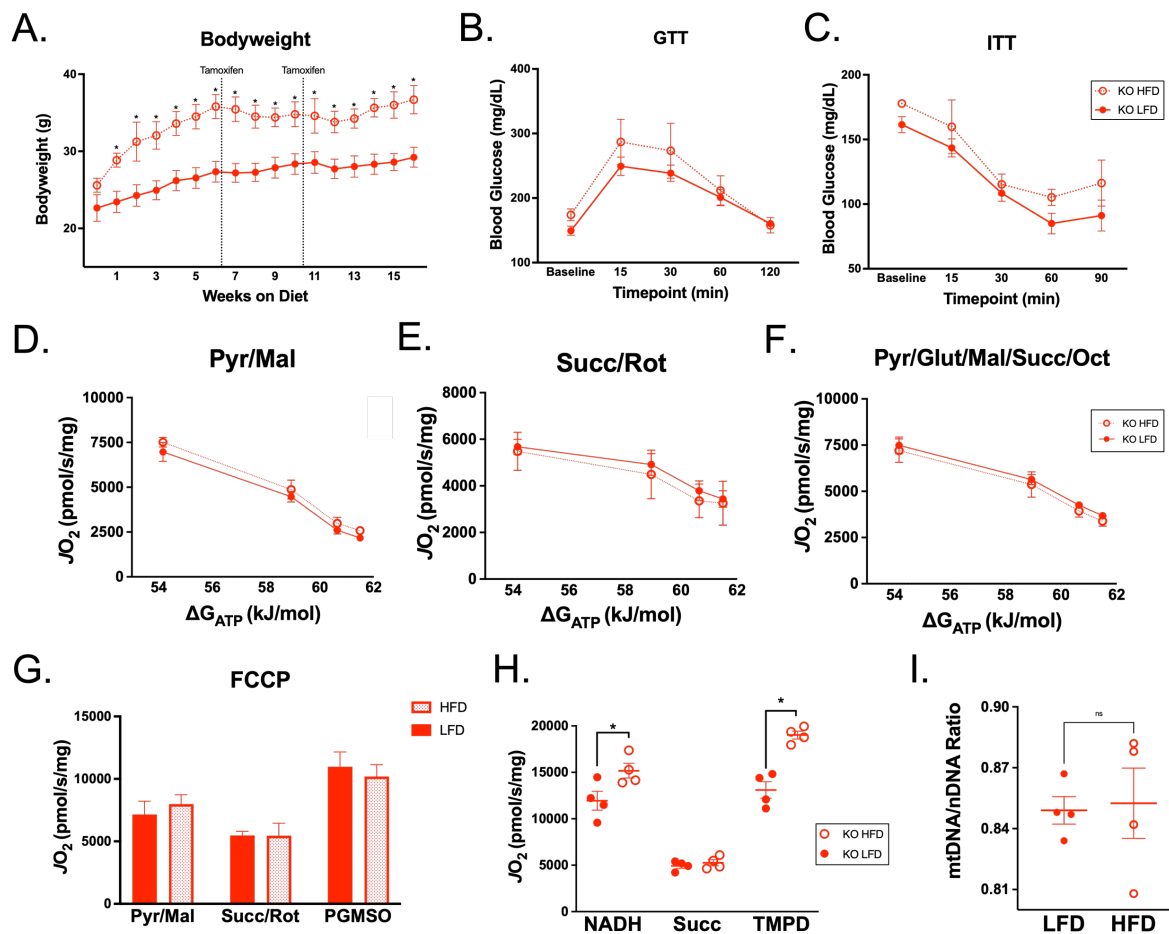 A.
Bodyweight
Tamoxifen
Tamoxifen
Bodyweight (g)
40
30
20
* * * * * * * * * * * * * * * *
1 3 5 7 9 11 13 15
Weeks on Diet
B.
GTT
Blood Glucose (mg/dL)
400
300
200
100
Baseline 15 30 60 120
Timepoint (min)
C.
ITT
Blood Glucose (mg/dL)
200
150
100
50
Baseline 15 30 60 90
Timepoint (min)
KO HFD
KO LFD
D.
Pyr/Mal
JO2 (pmol/s/mg)
10000
7500
5000
2500
0
54 56 58 60 62
ΔGATP (kJ/mol)
E.
Succ/Rot
JO2 (pmol/s/mg)
8000
6000
4000
2000
0
54 56 58 60 62
ΔGATP (kJ/mol)
F.
Pyr/Glut/Mal/Succ/Oct
JO2 (pmol/s/mg)
10000
7500
5000
2500
0
54 56 58 60 62
ΔGATP (kJ/mol)
KO HFD
KO LFD
G.
FCCP
JO2 (pmol/s/mg)
15000
10000
5000
0
Pyr/Mal Succ/Rot PGMSO
HFD
LFD
H.
JO2 (pmol/s/mg)
20000
15000
10000
5000
0
*
*
NADH Succ TMPD
KO HFD
KO LFD
I.
mtDNA/nDNA Ratio
0.90
0.87
0.84
0.81
ns
LFD HFD